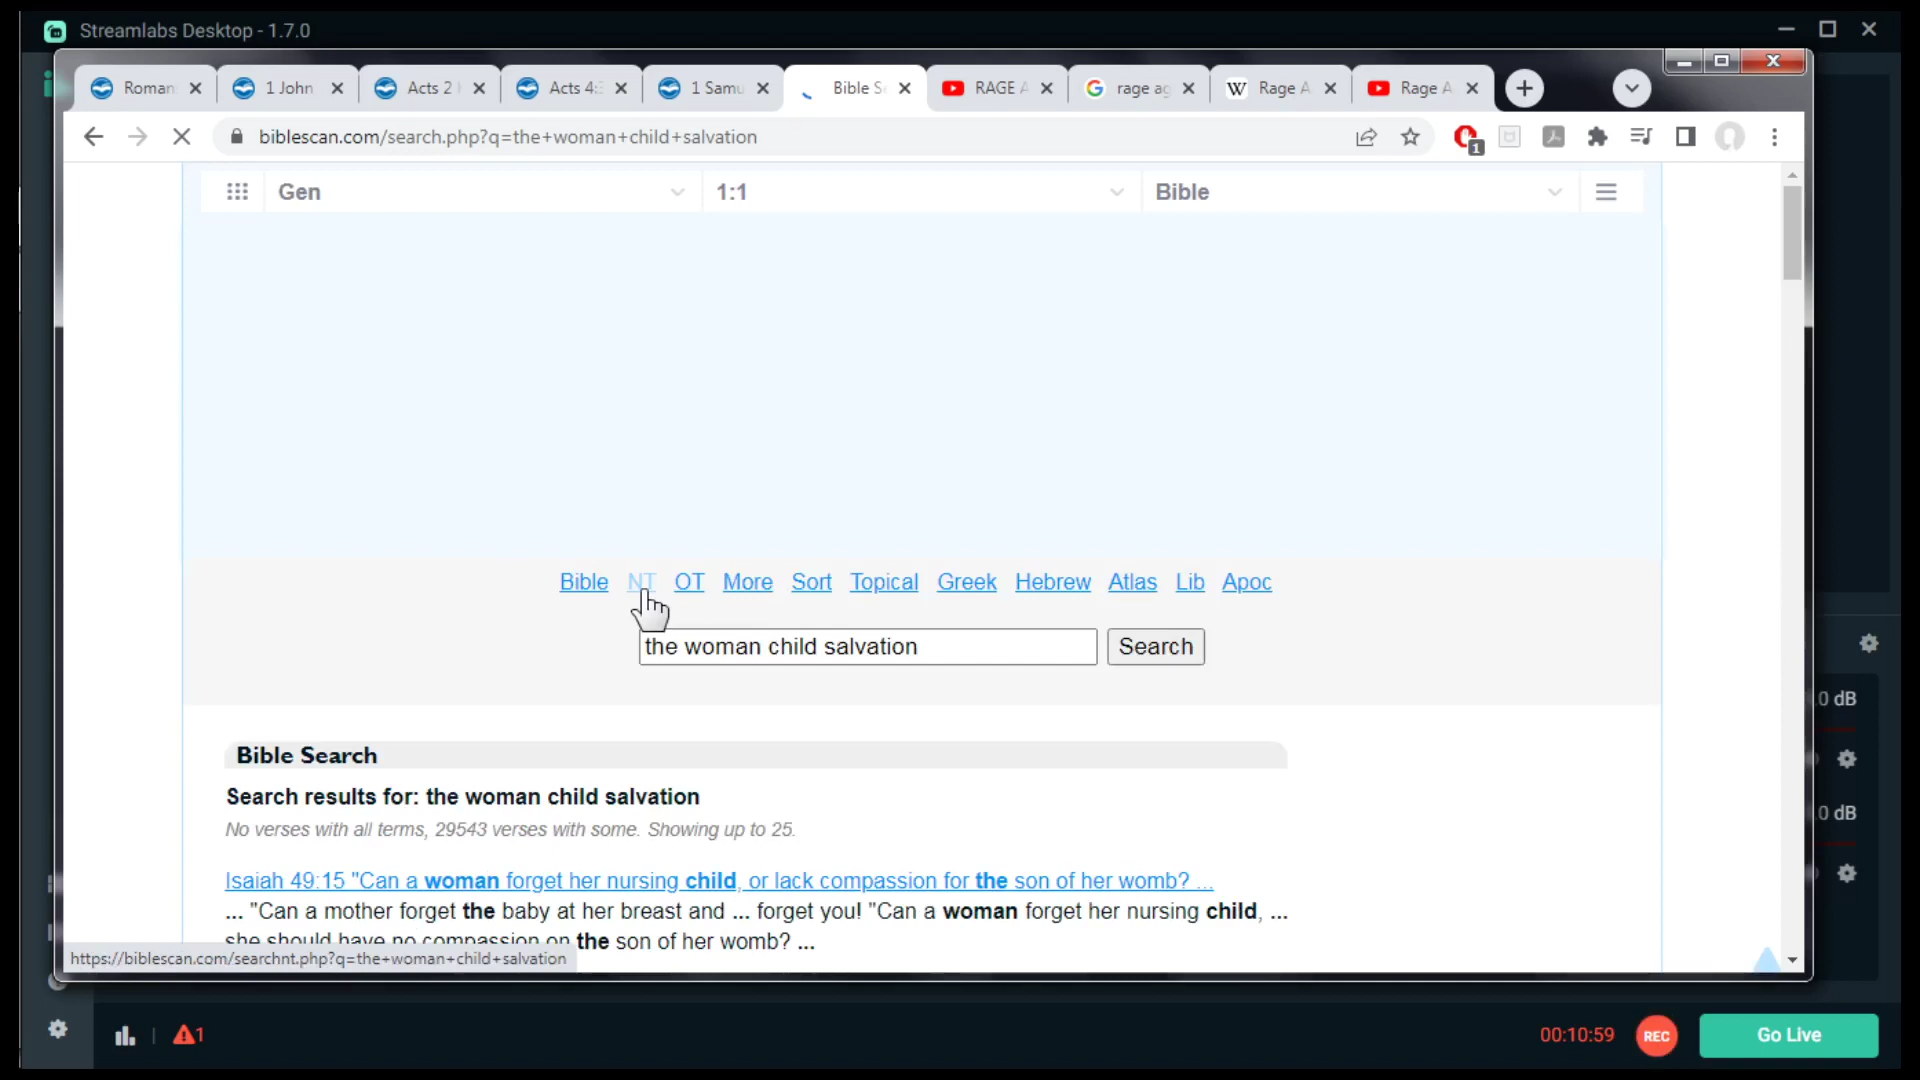 Streamlabs Desktop - 1.7.0
Roman
1 John
Acts 2
Acts 4:
1 Samu
Bible S
RAGE A
rage ag
Rage A
Rage A
biblescan.com/search.php?q=the+woman+child+salvation
1
Gen
1:1
Bible
Bible NT OT More Sort Topical Greek Hebrew Atlas Lib Apoc
the woman child salvation
Search
Bible Search
Search results for: the woman child salvation
No verses with all terms, 29543 verses with some. Showing up to 25.
Isaiah 49:15 "Can a woman forget her nursing child, or lack compassion for the son of her womb? ...
... "Can a mother forget the baby at her breast and ... forget you! "Can a woman forget her nursing child, ...
she should have no compassion on the son of her womb? ...
https://biblescan.com/searchnt.php?q=the+woman+child+salvation
.0 dB
.0 dB
1
00:10:59
REC
Go Live